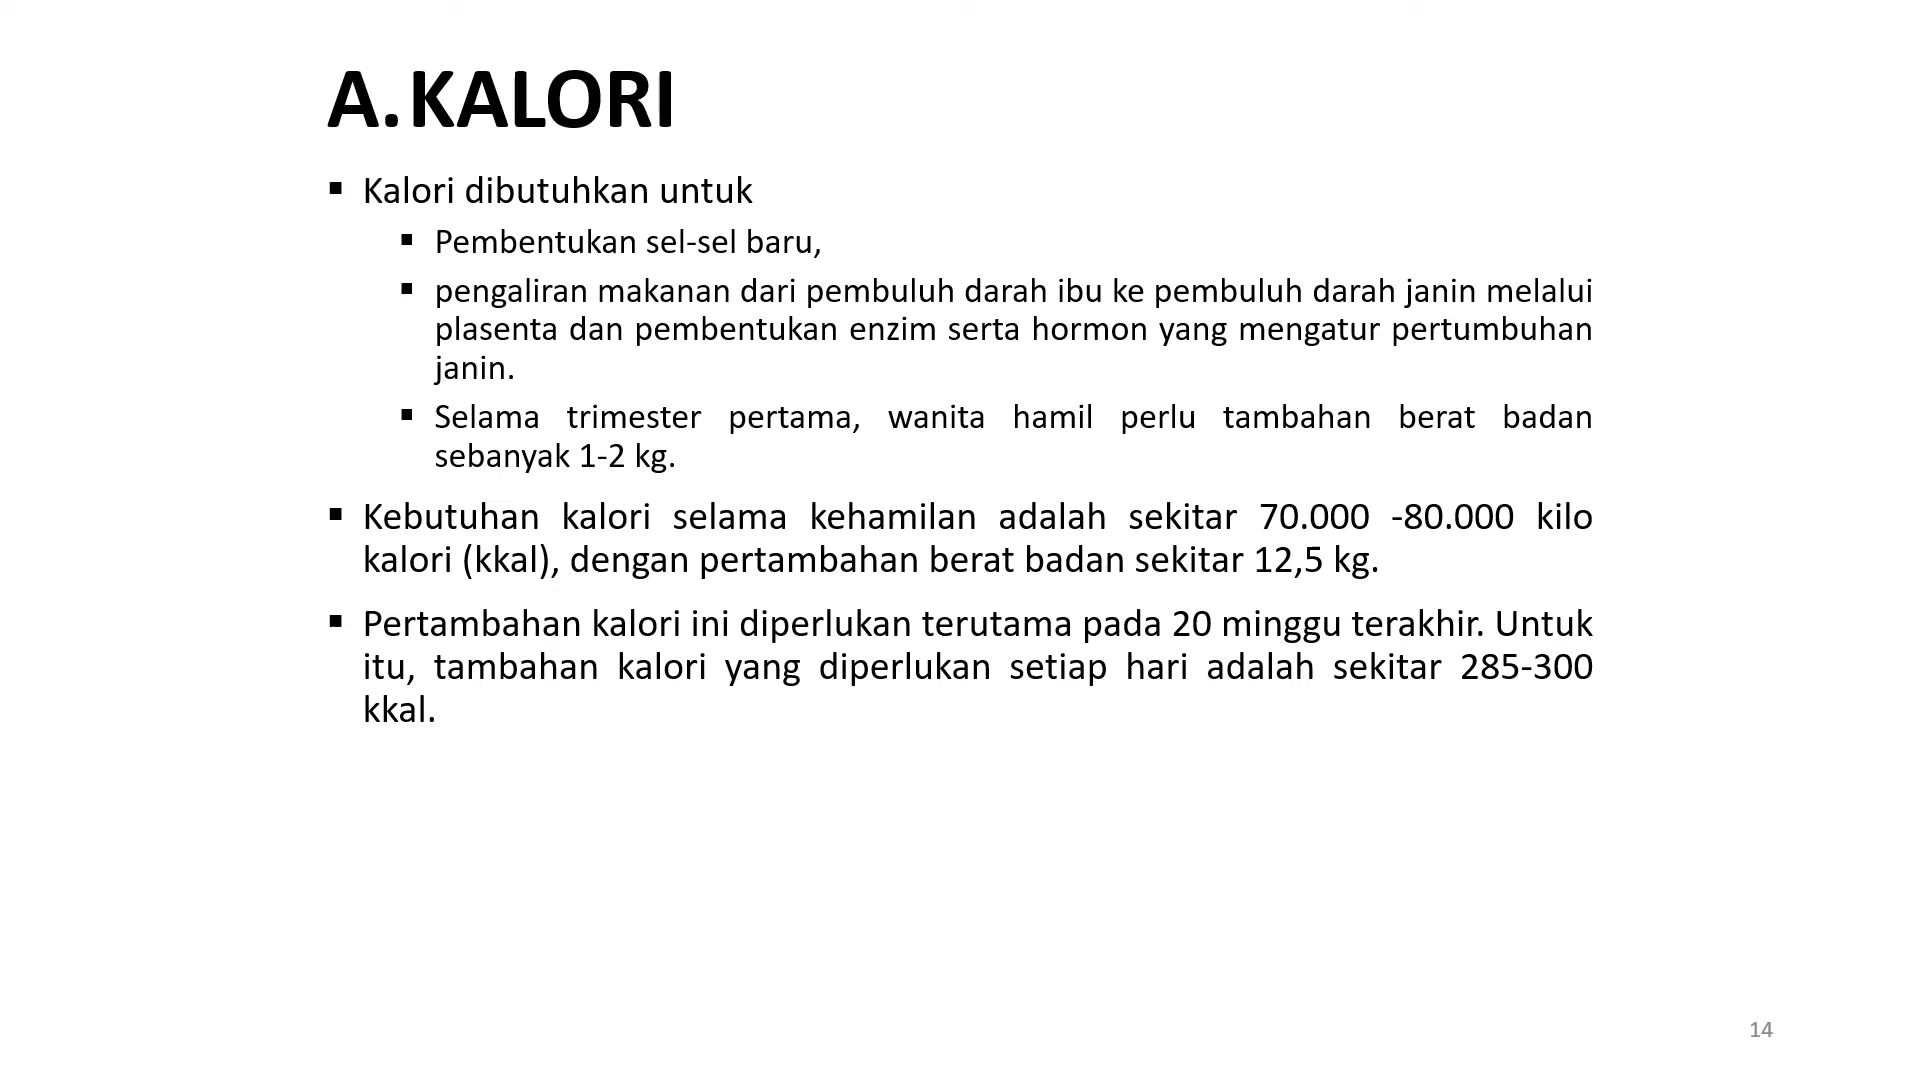 A. KALORI
▪ Kalori dibutuhkan untuk
▪ Pembentukan sel-sel baru,
▪ pengaliran makanan dari pembuluh darah ibu ke pembuluh darah janin melalui
plasenta dan pembentukan enzim serta hormon yang mengatur pertumbuhan
janin.
▪ Selama trimester pertama, wanita hamil perlu tambahan berat badan
sebanyak 1-2 kg.
▪ Kebutuhan kalori selama kehamilan adalah sekitar 70.000 -80.000 kilo
kalori (kkal), dengan pertambahan berat badan sekitar 12,5 kg.
▪ Pertambahan kalori ini diperlukan terutama pada 20 minggu terakhir. Untuk
itu, tambahan kalori yang diperlukan setiap hari adalah sekitar 285-300
kkal.
14